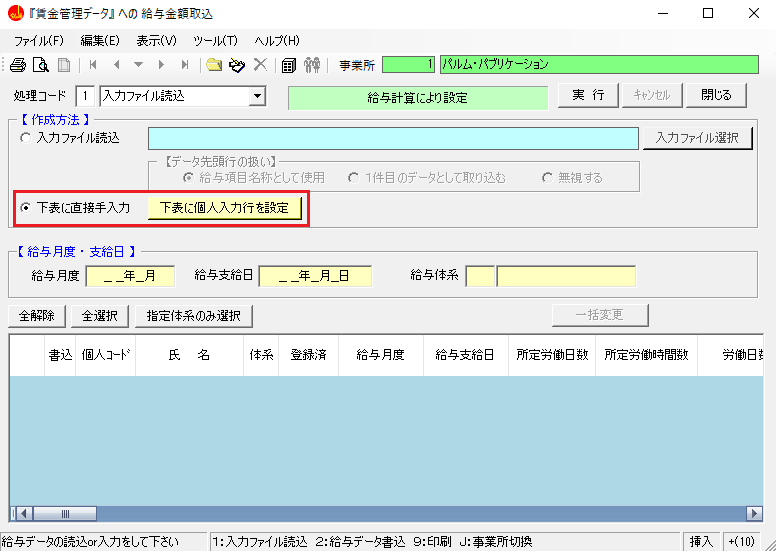 『賃金管理データ』への 給与金額取込
ファイル(F) 編集(E) 表示(V) ツール(T) ヘルプ(H)
事業所 1 パルム・パブリケーション
処理コード 1 入力ファイル読込 給与計算により設定 実 行 キャンセル 閉じる
【 作成方法 】
入力ファイル読込 入力ファイル選択
【データ先頭行の扱い】
給与項目名称として使用 1件目のデータとして取り込む 無視する
下表に直接手入力 下表に個人入力行を設定
【 給与月度・支給日 】
給与月度 _ _年_月 給与支給日 _ _年_月_日 給与体系
全解除 全選択 指定体系のみ選択 一括変更
書込 個人コード 氏 名 体系 登録済 給与月度 給与支給日 所定労働日数 所定労働時間数 労働日数
給与データの読込or入力をして下さい 1:入力ファイル読込 2:給与データ書込 9:印刷 J:事業所切換 挿入 +(10)